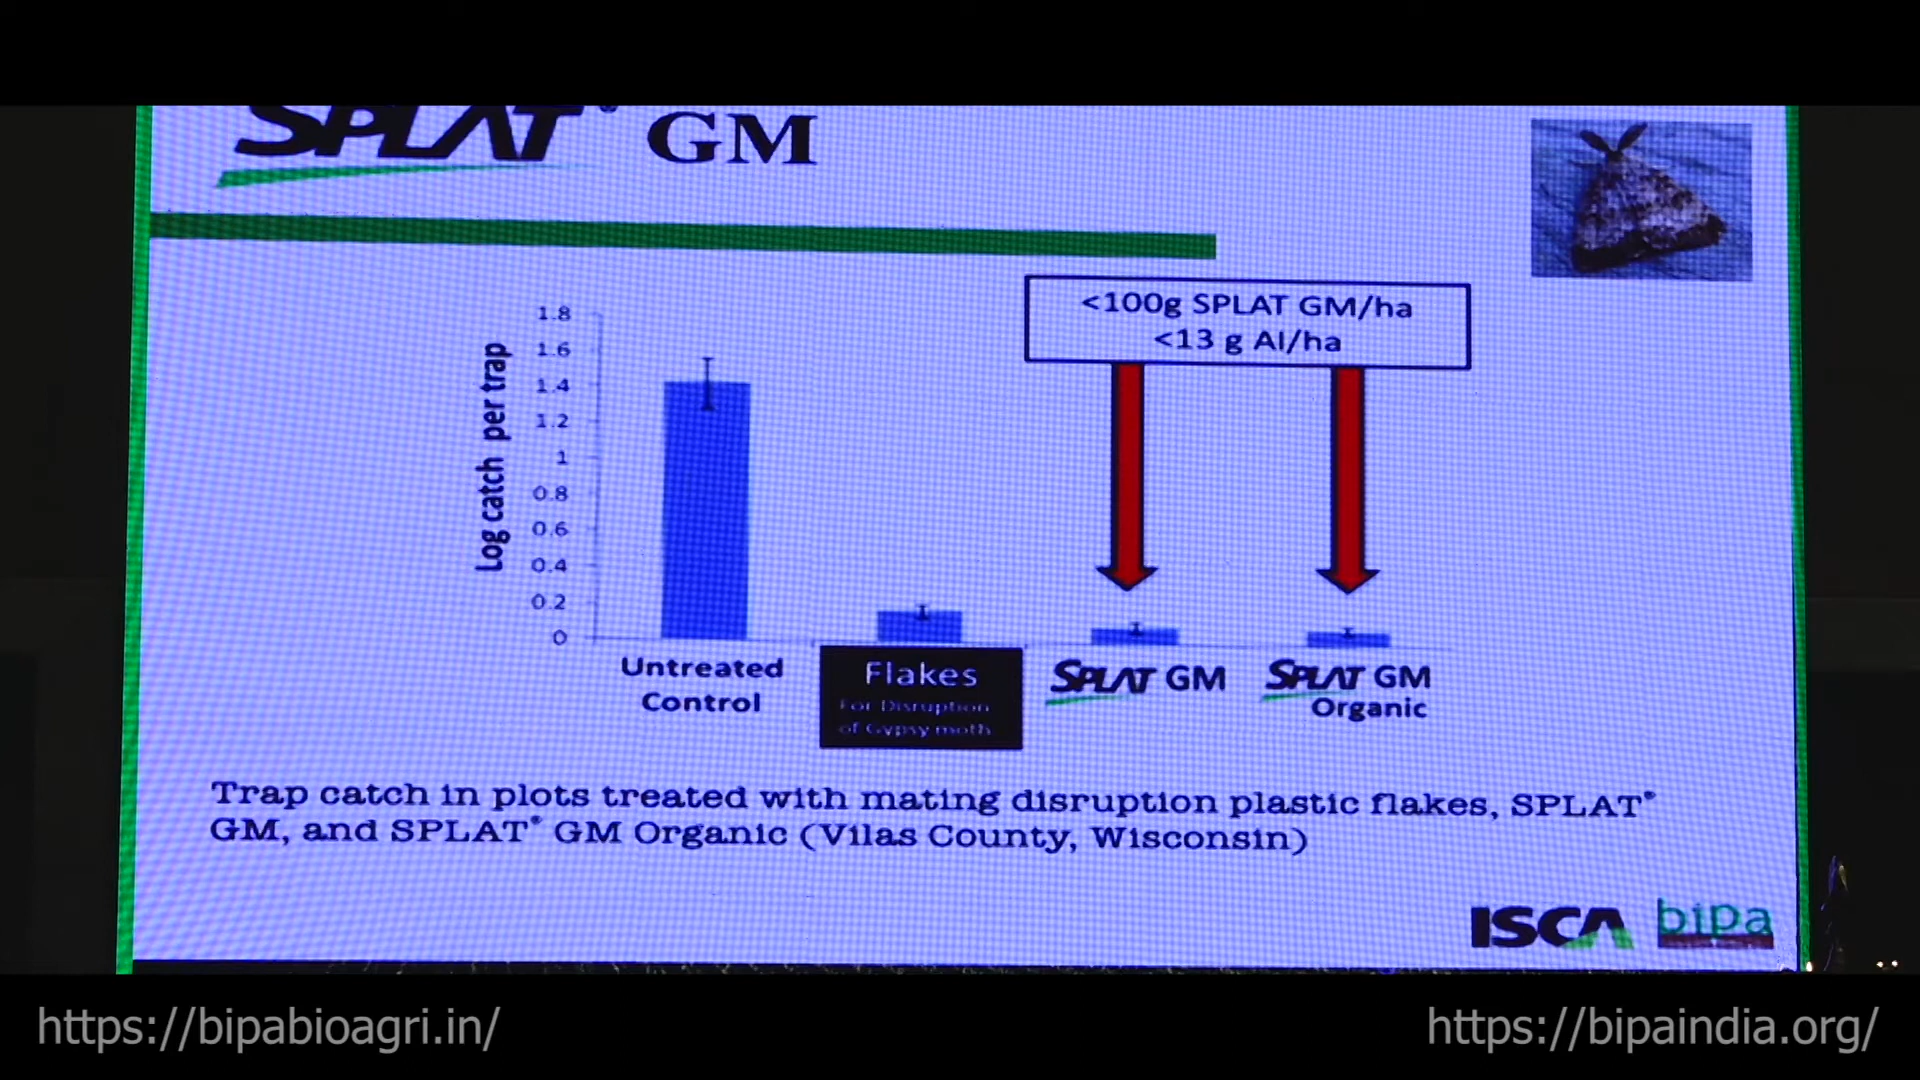 SPLAT® GM
<100g SPLAT GM/ha
<13 g AI/ha
Log catch per trap
1.8
1.6
1.4
1.2
1
0.8
0.6
0.4
0.2
0
Untreated
Control
Flakes
For Disruption
of Gypsy moth
SPLAT GM
SPLAT GM
Organic
Trap catch in plots treated with mating disruption plastic flakes, SPLAT®
GM, and SPLAT® GM Organic (Vilas County, Wisconsin)
ISCA
bipa
https://bipabioagri.in/
https://bipaindia.org/